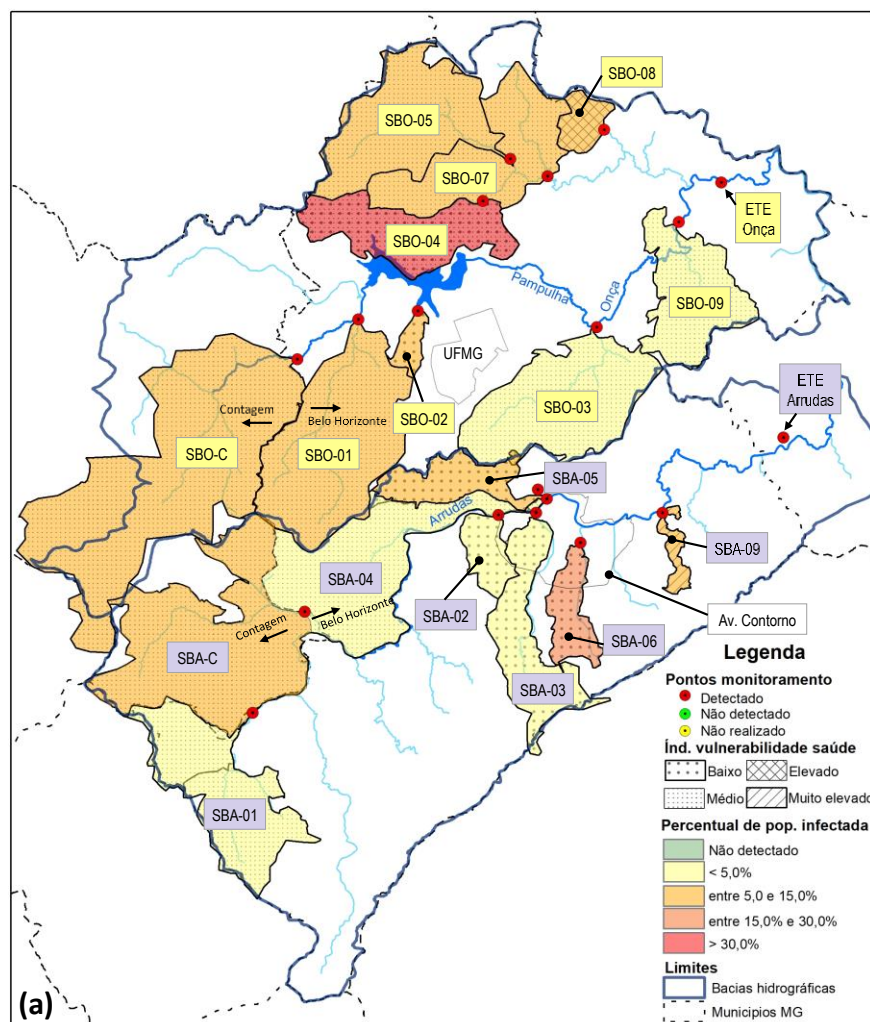 SBO-08
SBO-05
SBO-07
ETE
Onça
SBO-04
Pampulha
Onça
SBO-09
UFMG
ETE
Arrudas
Contagem
Belo Horizonte
SBO-02
SBO-03
SBO-C
SBO-01
SBA-05
Arrudas
SBA-09
SBA-04
SBA-02
Contagem
Belo Horizonte
Av. Contorno
SBA-06
SBA-C
SBA-03
SBA-01
Legenda
Pontos monitoramento
Detectado
Não detectado
Não realizado
Índ. vulnerabilidade saúde
Baixo
Elevado
Médio
Muito elevado
Percentual de pop. infectada
Não detectado
< 5,0%
entre 5,0 e 15,0%
entre 15,0% e 30,0%
> 30,0%
Limites
Bacias hidrográficas
Municipios MG
(a)